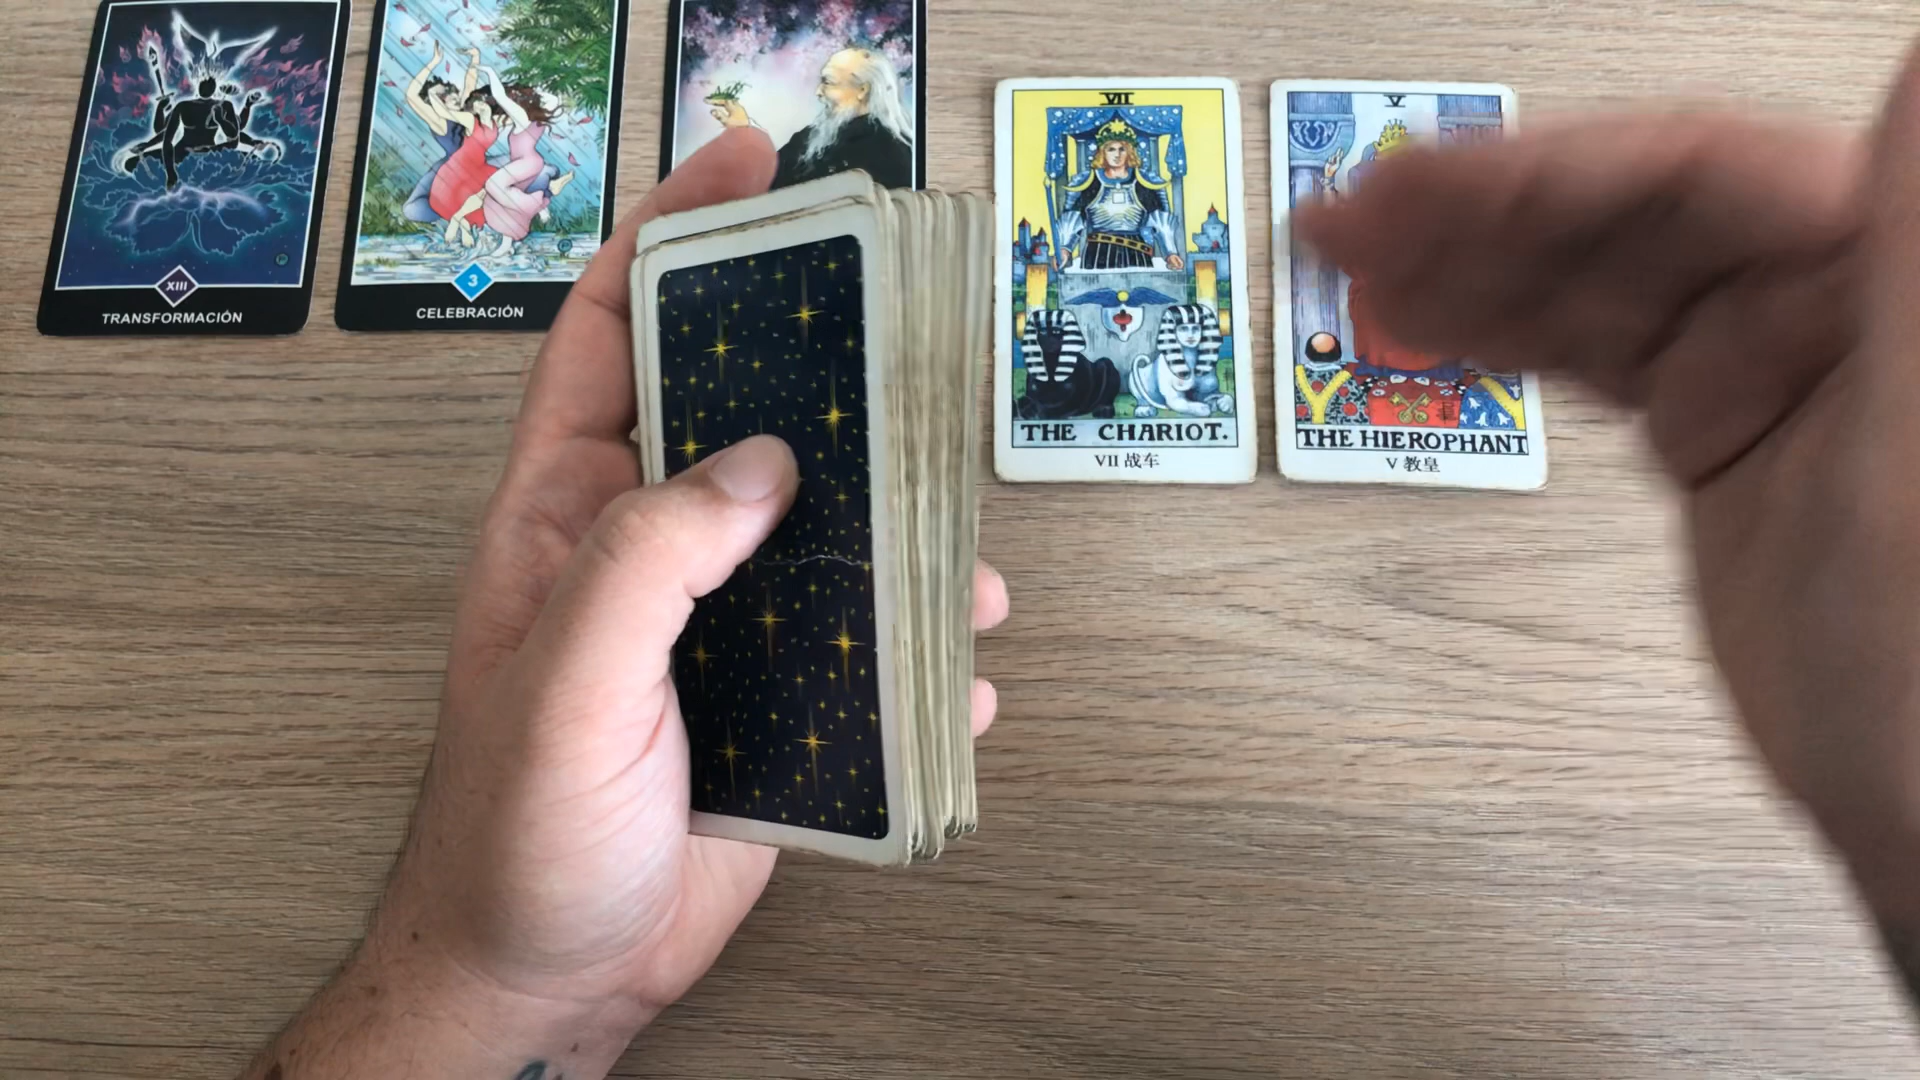 XIII
TRANSFORMACIÓN
3
CELEBRACIÓN
VII
THE CHARIOT.
VII 战车
V
THE HIEROPHANT
V 教皇